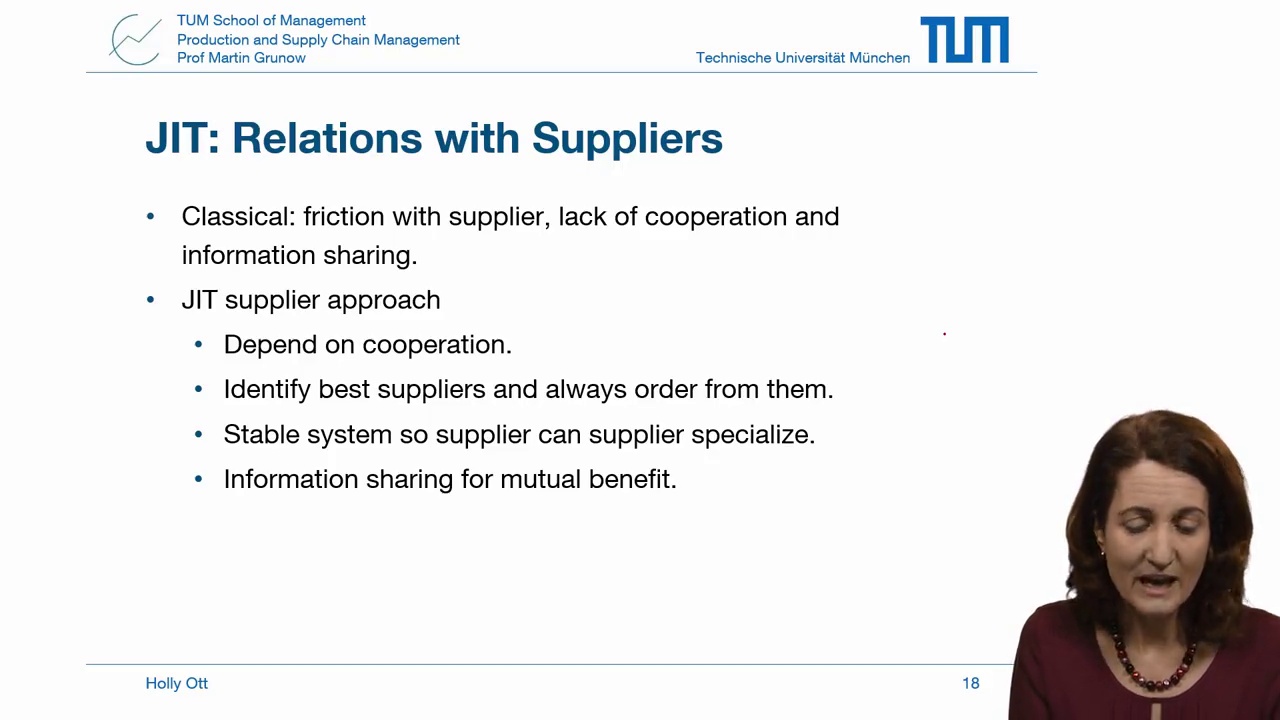 TUM School of Management
Production and Supply Chain Management
Prof Martin Grunow
Technische Universität München
TUM
JIT: Relations with Suppliers
• Classical: friction with supplier, lack of cooperation and
information sharing.
• JIT supplier approach
• Depend on cooperation.
• Identify best suppliers and always order from them.
• Stable system so supplier can supplier specialize.
• Information sharing for mutual benefit.
Holly Ott
18